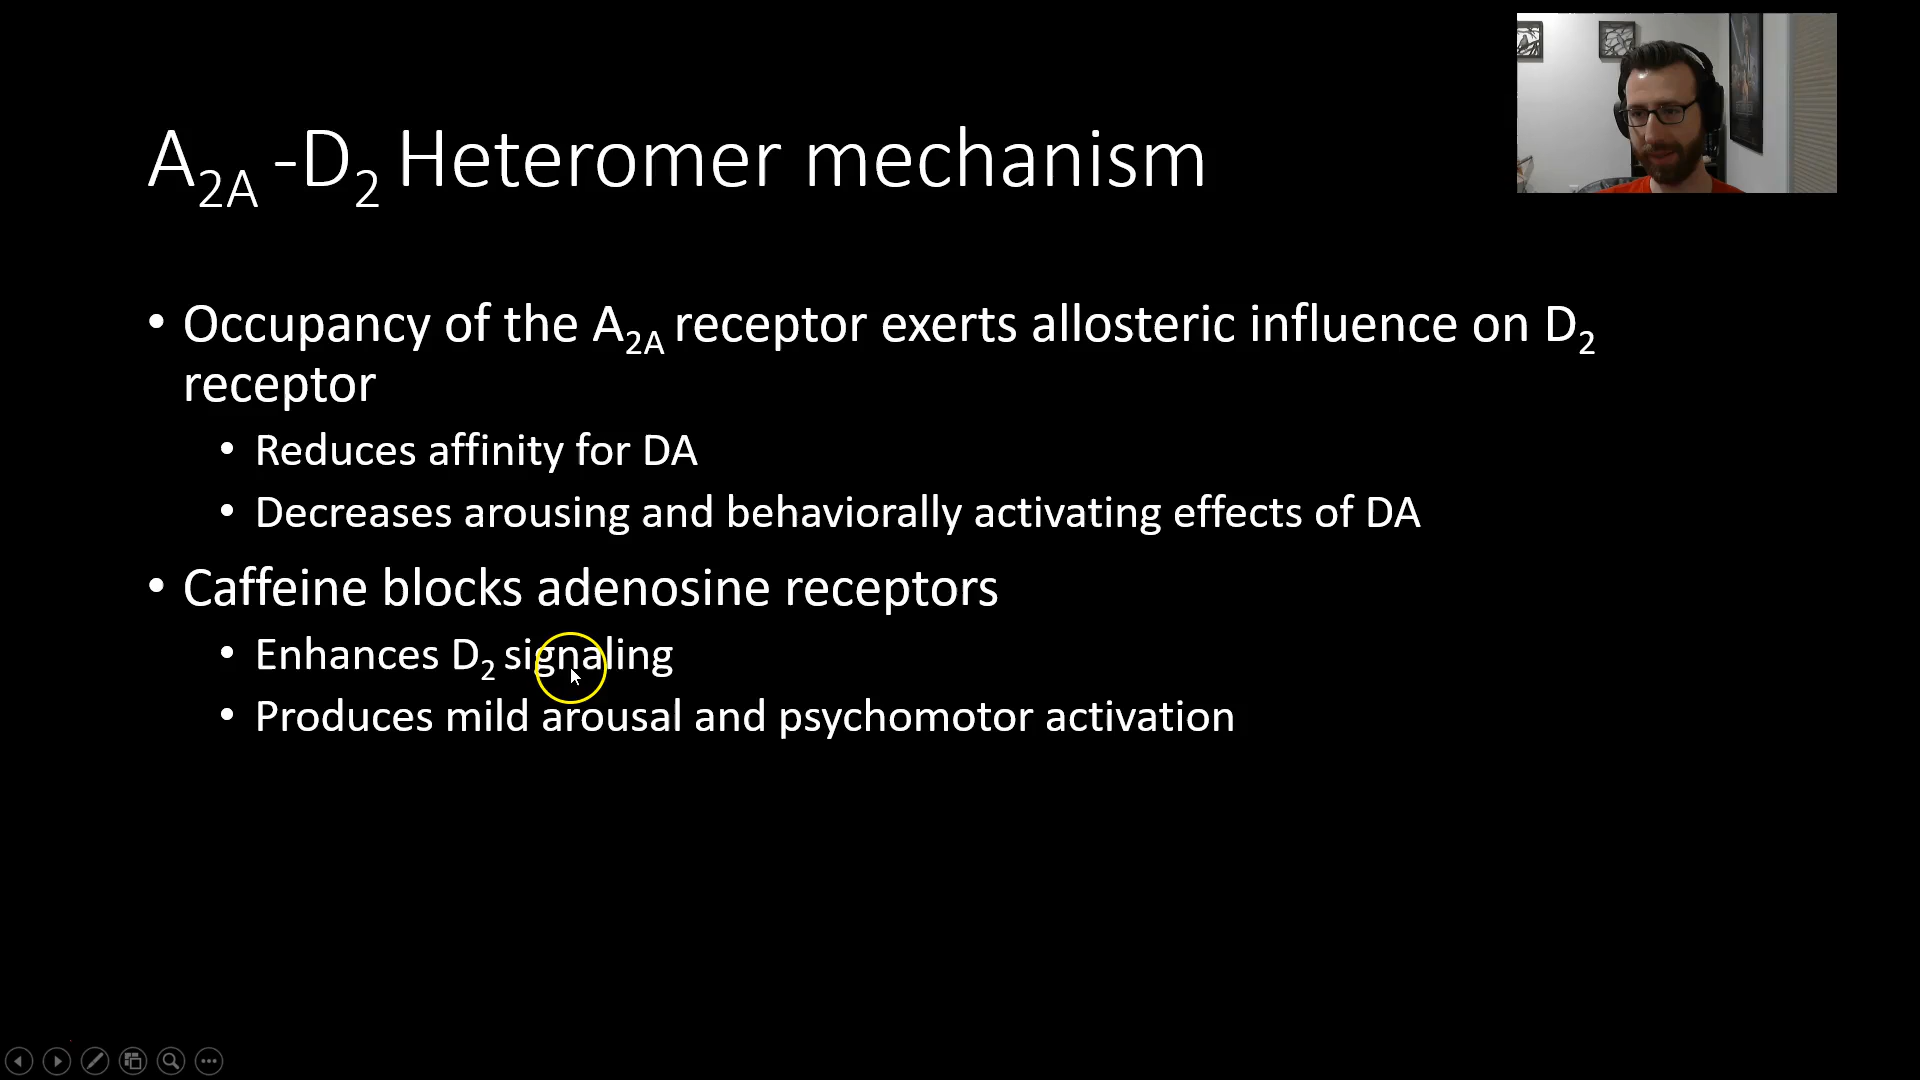 A2A -D2 Heteromer mechanism
• Occupancy of the A2A receptor exerts allosteric influence on D2
receptor
• Reduces affinity for DA
• Decreases arousing and behaviorally activating effects of DA
• Caffeine blocks adenosine receptors
• Enhances D2 signaling
• Produces mild arousal and psychomotor activation